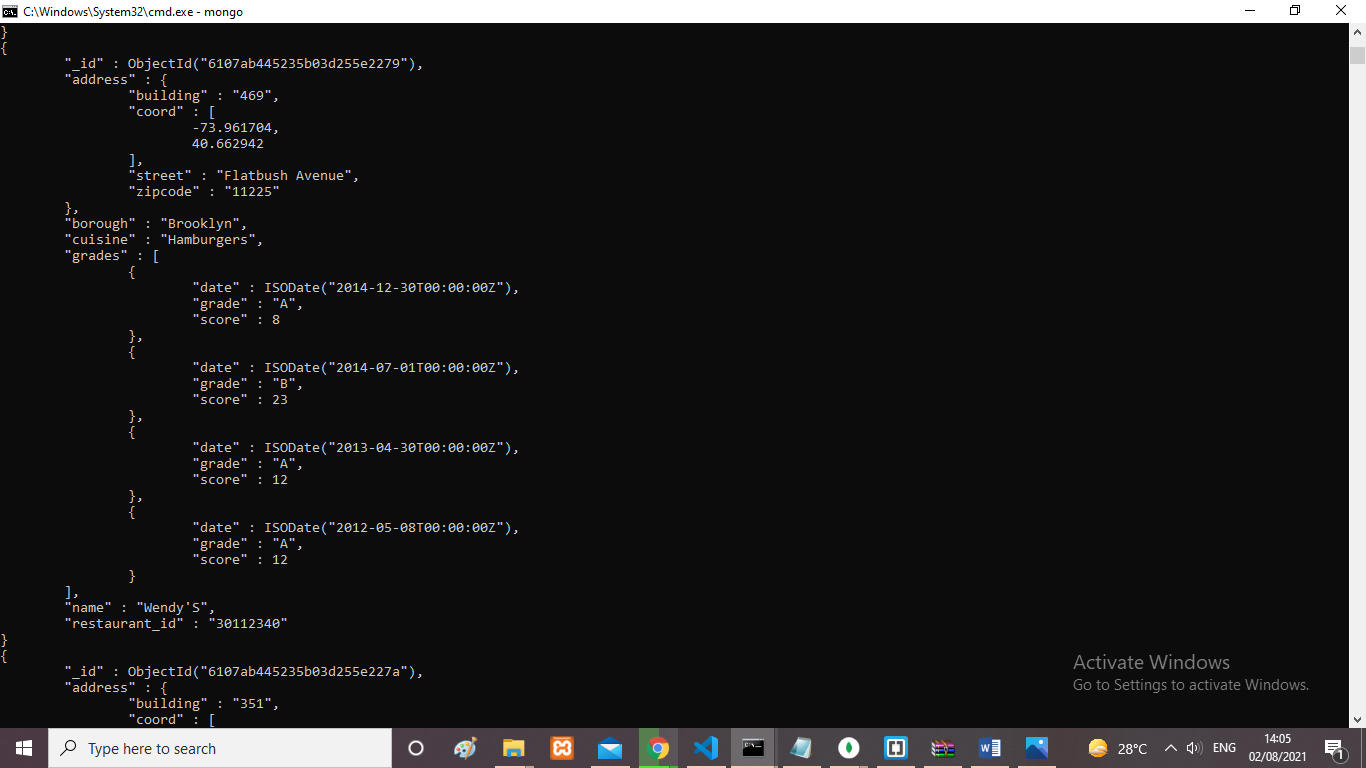 C:\Windows\System32\cmd.exe - mongo
}
{
"_id" : ObjectId("6107ab445235b03d255e2279"),
"address" : {
"building" : "469",
"coord" : [
-73.961704,
40.662942
],
"street" : "Flatbush Avenue",
"zipcode" : "11225"
},
"borough" : "Brooklyn",
"cuisine" : "Hamburgers",
"grades" : [
{
"date" : ISODate("2014-12-30T00:00:00Z"),
"grade" : "A",
"score" : 8
},
{
"date" : ISODate("2014-07-01T00:00:00Z"),
"grade" : "B",
"score" : 23
},
{
"date" : ISODate("2013-04-30T00:00:00Z"),
"grade" : "A",
"score" : 12
},
{
"date" : ISODate("2012-05-08T00:00:00Z"),
"grade" : "A",
"score" : 12
}
],
"name" : "Wendy'S",
"restaurant_id" : "30112340"
}
{
"_id" : ObjectId("6107ab445235b03d255e227a"),
"address" : {
"building" : "351",
"coord" : [
Activate Windows
Go to Settings to activate Windows.
Type here to search
28°C
ENG
14:05
02/08/2021
1